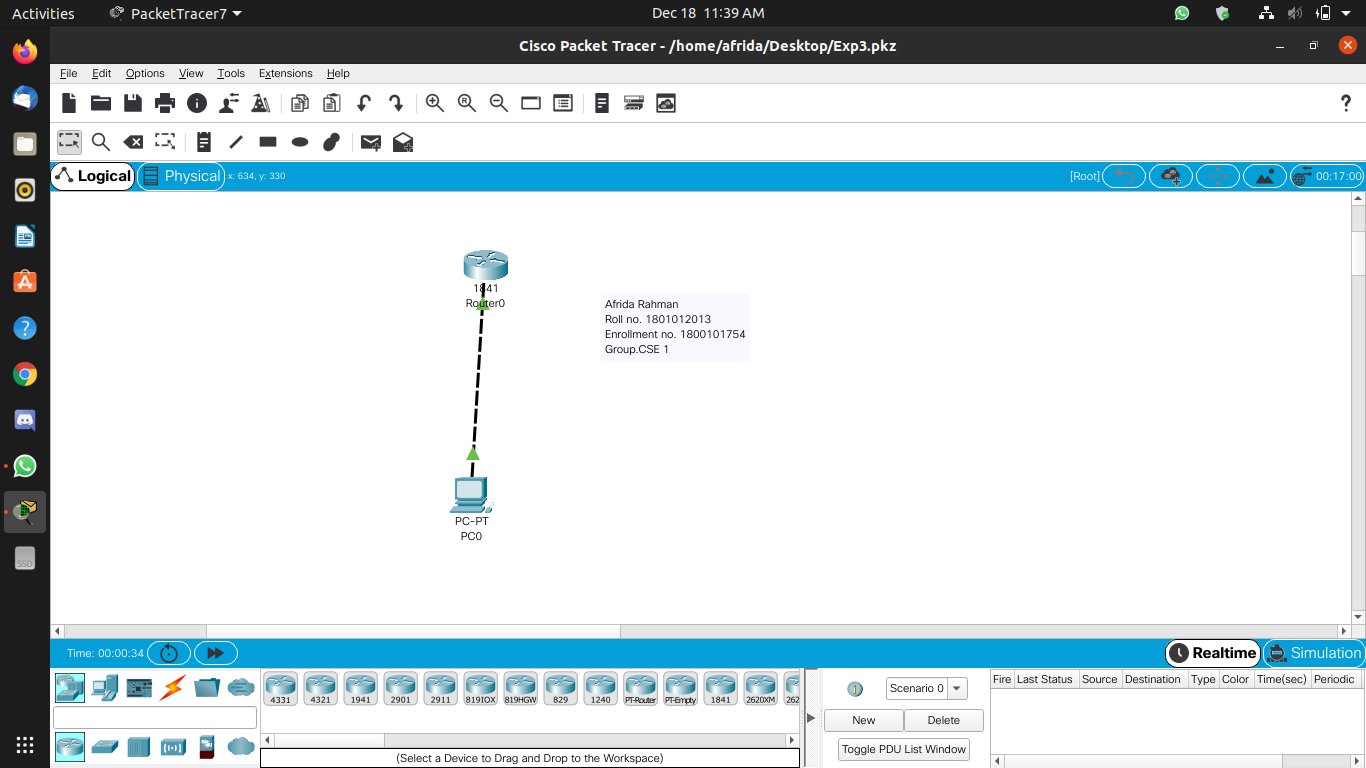 Activities PacketTracer7 Dec 18 11:39 AM
Cisco Packet Tracer - /home/afrida/Desktop/Exp3.pkz
File Edit Options View Tools Extensions Help
?
Logical Physical x: 634, y: 330 [Root] 00:17:00
1841
Router0
Afrida Rahman
Roll no. 1801012013
Enrollment no. 1800101754
Group.CSE 1
PC-PT
PC0
SSD
Time: 00:00:34 Realtime Simulation
4331 4321 1941 2901 2911 819IOX 819HGW 829 1240 PT-Router PT-Empty 1841 2620XM 262
(Select a Device to Drag and Drop to the Workspace)
Scenario 0
New Delete
Toggle PDU List Window
Fire Last Status Source Destination Type Color Time(sec) Periodic